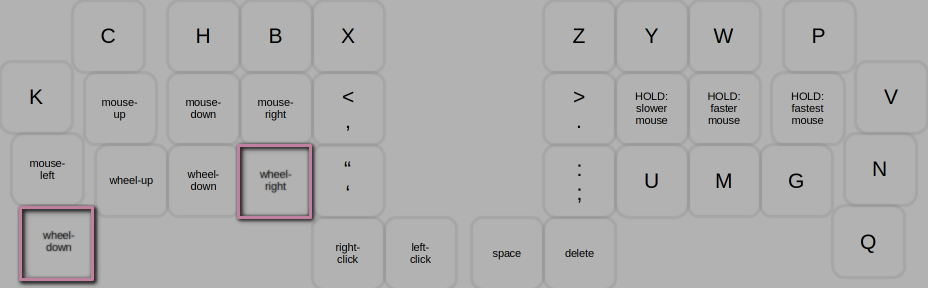 C H B X Z Y W P
K V
mouse-
up
mouse-
down
mouse-
right
<
,
>
.
HOLD:
slower
mouse
HOLD:
faster
mouse
HOLD:
fastest
mouse
mouse-
left
wheel-up
wheel-
down
wheel-
right
“
‘
:
;
U M G N
wheel-
down
right-
click
left-
click
space
delete
Q